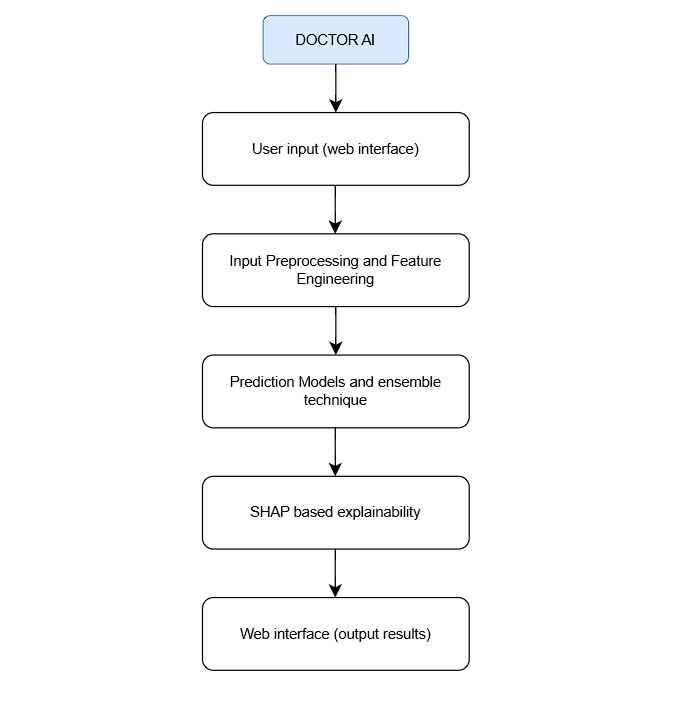 DOCTOR AI
User input (web interface)
Input Preprocessing and Feature
Engineering
Prediction Models and ensemble
technique
SHAP based explainability
Web interface (output results)